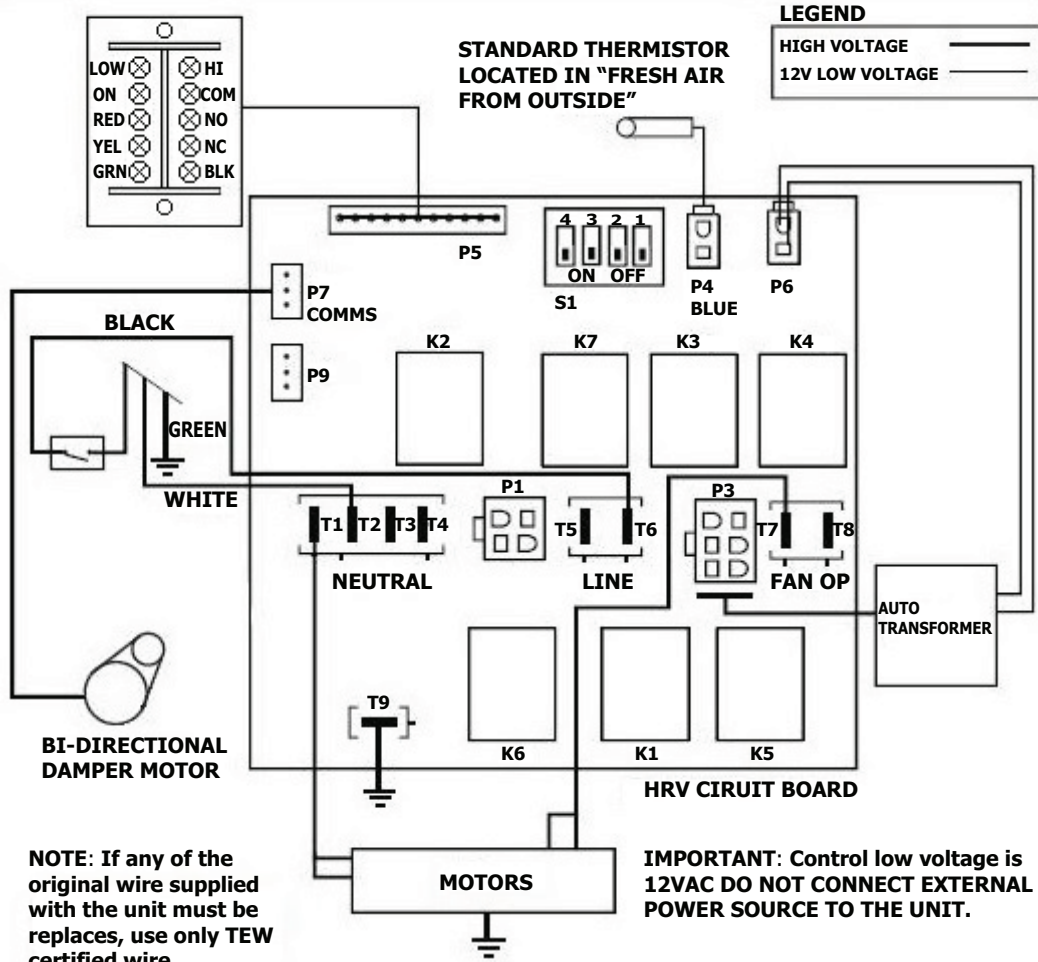 LEGEND
HIGH VOLTAGE
12V LOW VOLTAGE
STANDARD THERMISTOR
LOCATED IN “FRESH AIR
FROM OUTSIDE”
LOW HI
ON COM
RED NO
YEL NC
GRN BLK
P5
4 3 2 1
ON OFF
S1
P4
BLUE
P6
P7
COMMS
P9
BLACK
GREEN
WHITE
K2
K7
K3
K4
T1 T2 T3 T4
NEUTRAL
P1
T5 T6
LINE
P3
T7 T8
FAN OP
AUTO
TRANSFORMER
T9
K6
K1
K5
BI-DIRECTIONAL
DAMPER MOTOR
HRV CIRUIT BOARD
MOTORS
NOTE: If any of the
original wire supplied
with the unit must be
replaces, use only TEW
certified wire
IMPORTANT: Control low voltage is
12VAC DO NOT CONNECT EXTERNAL
POWER SOURCE TO THE UNIT.